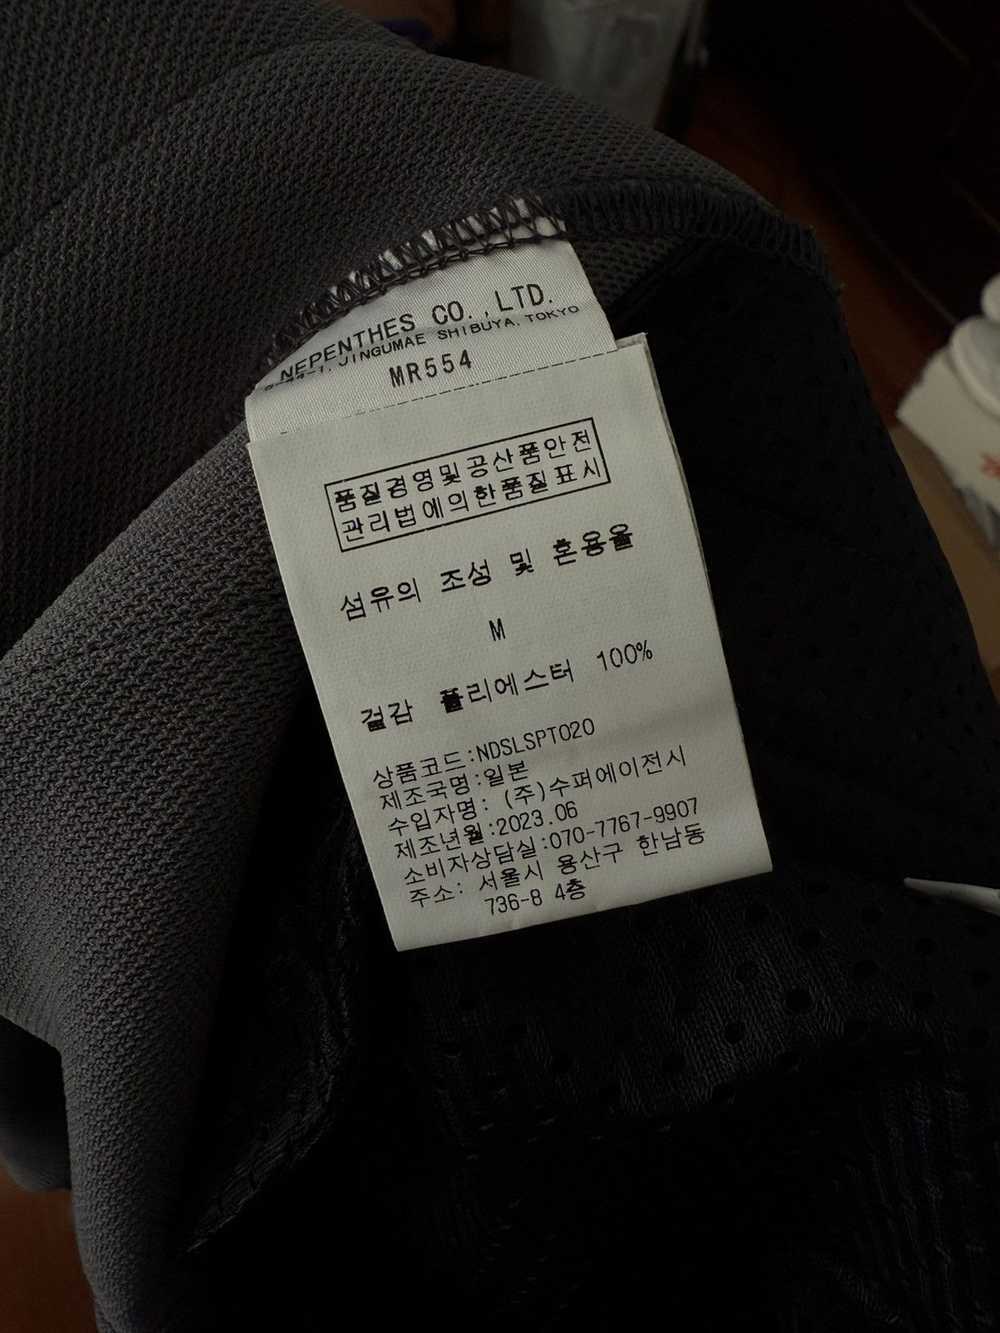 NEPENTHES CO., LTD.
JINGUMAE SHIBUYA, TOKYO
MR554
품질경영및공산품안전
관리법에의한품질표시
섬유의 조성 및 혼용율
M
겉감 폴리에스터 100%
상품코드:NDSLSPT020
제조국명:일본
수입자명: (주)수퍼에이전시
제조년월:2023.06
소비자상담실:070-7767-9907
주소: 서울시 용산구 한남동
736-8 4층